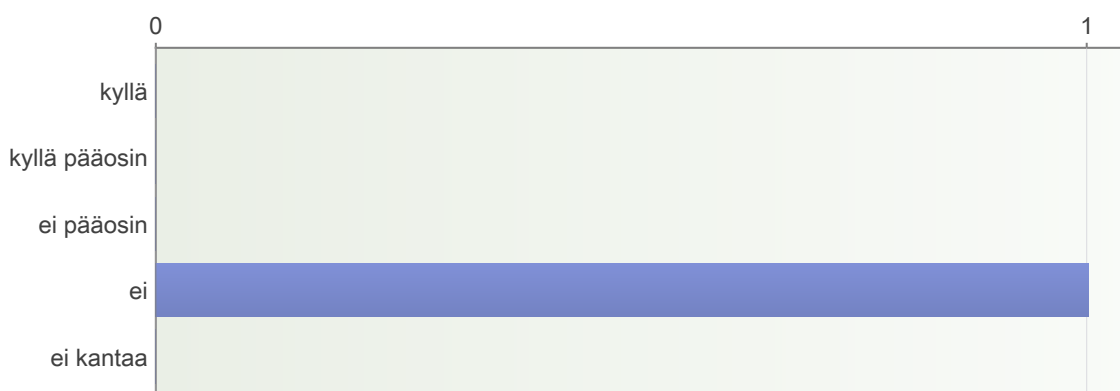 0 1
kyllä
kyllä pääosin
ei pääosin
ei
ei kantaa